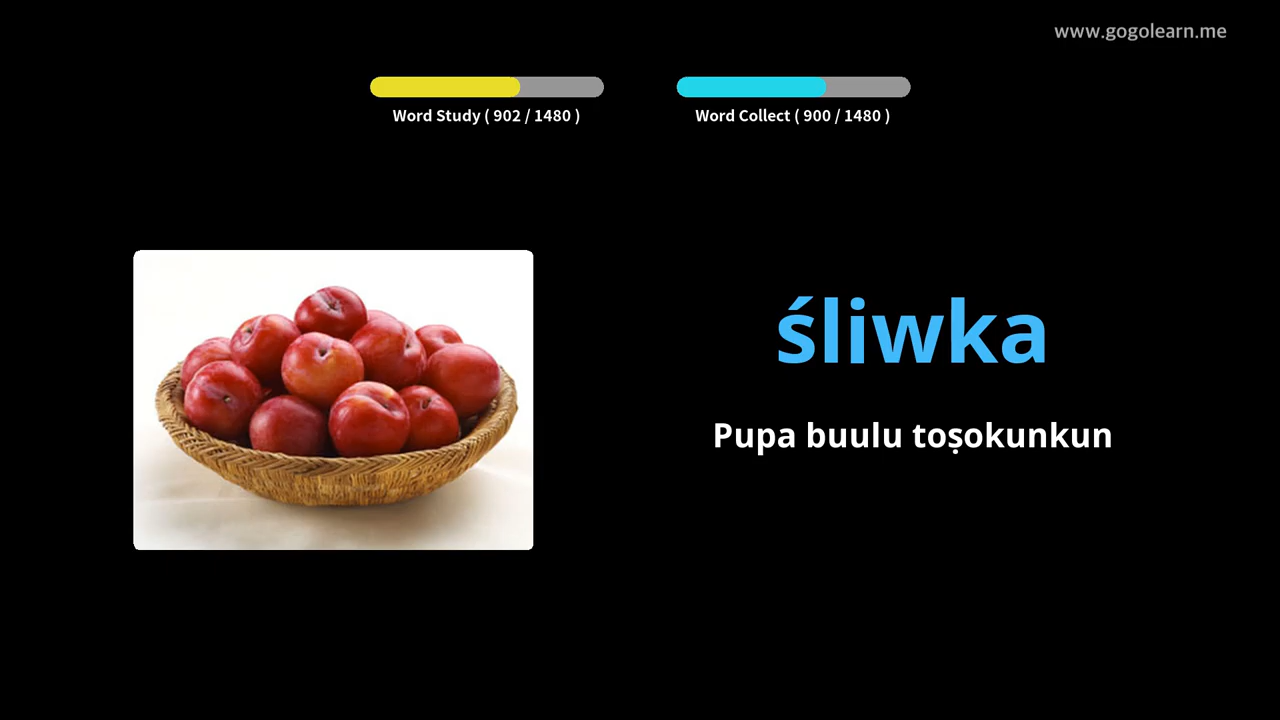 www.gogolearn.me
Word Study ( 902 / 1480 )
Word Collect ( 900 / 1480 )
śliwka
Pupa buulu toṣokunkun